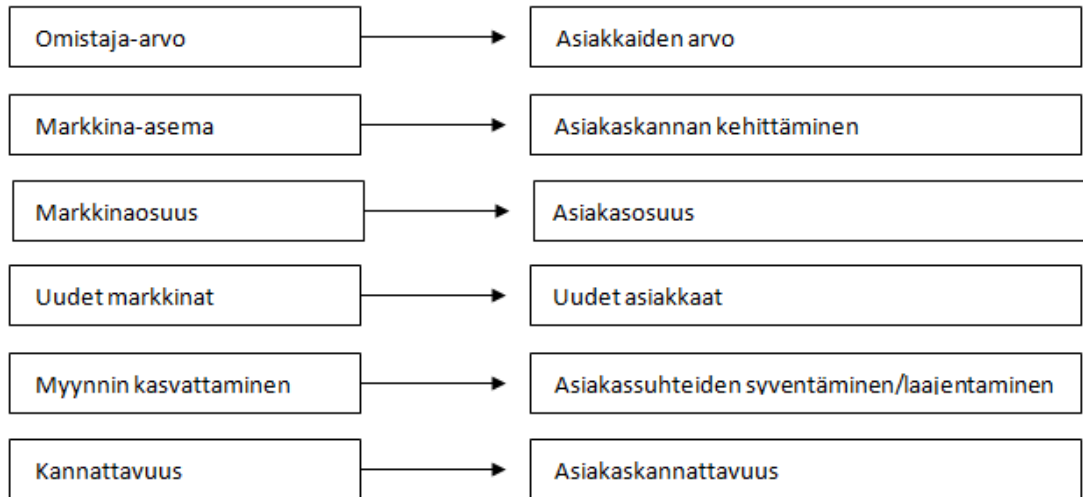 Omistaja-arvo
Asiakkaiden arvo
Markkina-asema
Asiakaskannan kehittäminen
Markkinaosuus
Asiakasosuus
Uudet markkinat
Uudet asiakkaat
Myynnin kasvattaminen
Asiakassuhteiden syventäminen/laajentaminen
Kannattavuus
Asiakaskannattavuus